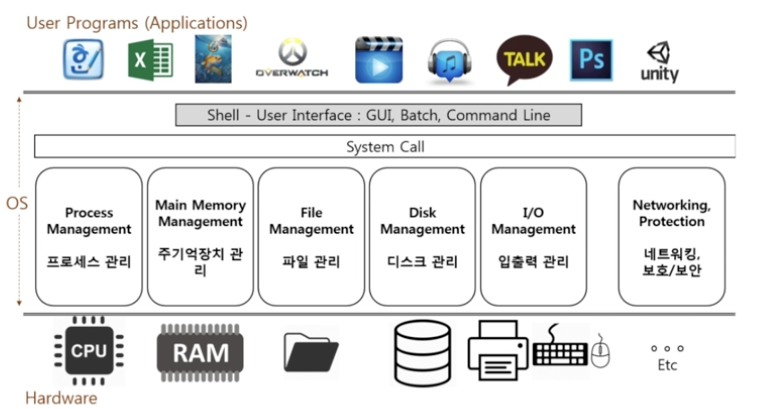 User Programs (Applications)
X
OVERWATCH
TALK
Ps
unity
Shell - User Interface : GUI, Batch, Command Line
System Call
OS
Process
Management
프로세스 관리
Main Memory
Management
주기억장치 관
리
File
Management
파일 관리
Disk
Management
디스크 관리
I/O
Management
입출력 관리
Networking,
Protection
네트워킹,
보호/보안
CPU
RAM
Etc
Hardware